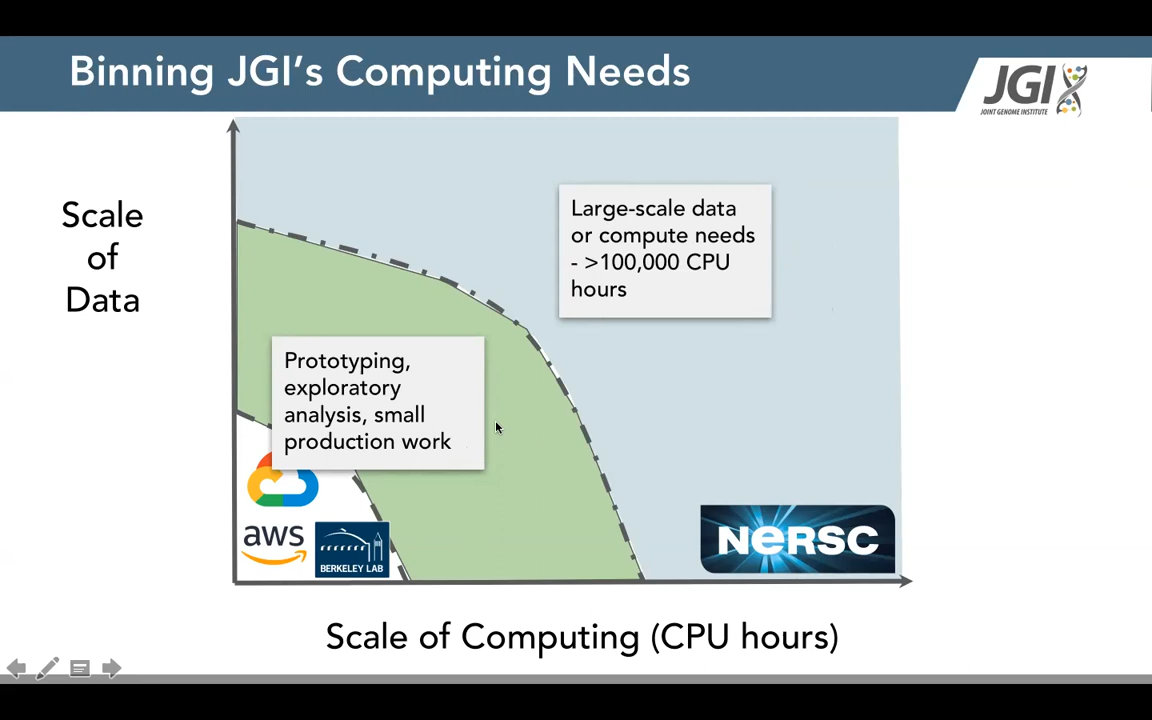 Binning JGI's Computing Needs
JGI
JOINT GENOME INSTITUTE
Scale
of
Data
Large-scale data
or compute needs
- >100,000 CPU
hours
Prototyping,
exploratory
analysis, small
production work
aws
BERKELEY LAB
NERSC
Scale of Computing (CPU hours)